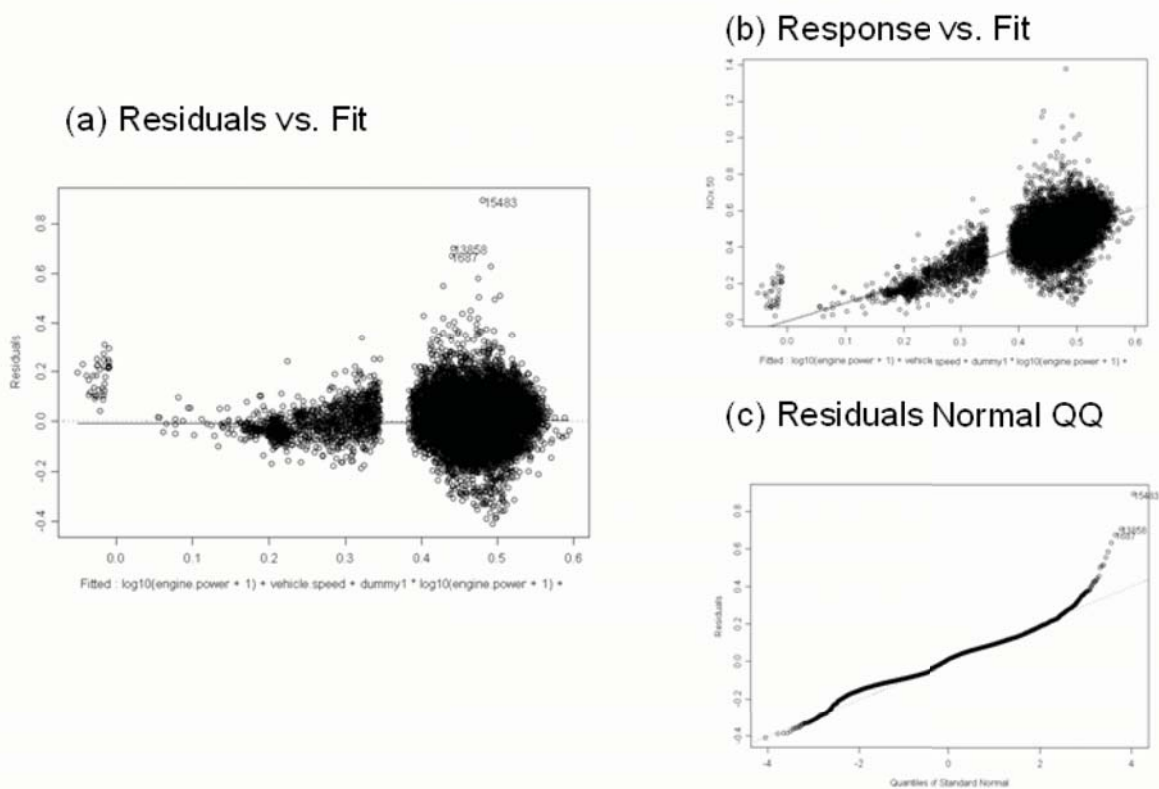 (a) Residuals vs. Fit
0.8
0.6
0.4
0.2
0.0
-0.2
-0.4
Residuals
15483
13858
1687
0.0 0.1 0.2 0.3 0.4 0.5 0.6
Fitted : log10(engine.power + 1) + vehicle.speed + dummy1 * log10(engine.power + 1) +
(b) Response vs. Fit
1.4
1.2
1.0
0.8
0.6
0.4
0.2
0.0
NOx.50
0.0 0.1 0.2 0.3 0.4 0.5 0.6
Fitted : log10(engine.power + 1) + vehicle.speed + dummy1 * log10(engine.power + 1) +
(c) Residuals Normal QQ
0.8
0.6
0.4
0.2
0.0
-0.2
-0.4
Residuals
15483
13858
1687
-4 -2 0 2 4
Quantiles of Standard Normal